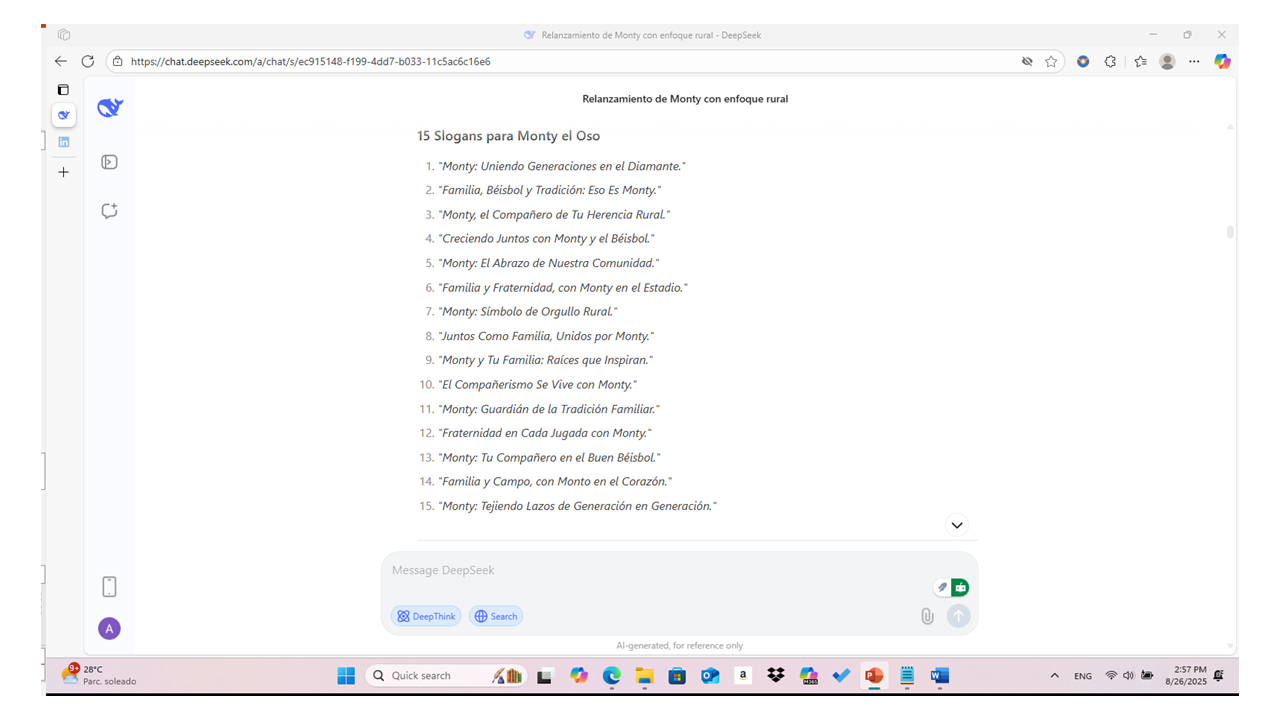 Relanzamiento de Monty con enfoque rural - DeepSeek
https://chat.deepseek.com/a/chat/s/ec915148-f199-4dd7-b033-11c5ac6c16e6
Relanzamiento de Monty con enfoque rural
15 Slogans para Monty el Oso
1. "Monty: Uniendo Generaciones en el Diamante."
2. "Familia, Béisbol y Tradición: Eso Es Monty."
3. "Monty, el Compañero de Tu Herencia Rural."
4. "Creciendo Juntos con Monty y el Béisbol."
5. "Monty: El Abrazo de Nuestra Comunidad."
6. "Familia y Fraternidad, con Monty en el Estadio."
7. "Monty: Símbolo de Orgullo Rural."
8. "Juntos Como Familia, Unidos por Monty."
9. "Monty y Tu Familia: Raíces que Inspiran."
10. "El Compañerismo Se Vive con Monty."
11. "Monty: Guardián de la Tradición Familiar."
12. "Fraternidad en Cada Jugada con Monty."
13. "Monty: Tu Compañero en el Buen Béisbol."
14. "Familia y Campo, con Monto en el Corazón."
15. "Monty: Tejiendo Lazos de Generación en Generación."
Message DeepSeek
DeepThink
Search
A
AI-generated, for reference only
9+
28°C
Parc. soleado
Quick search
a
M365
ENG
2:57 PM
8/26/2025